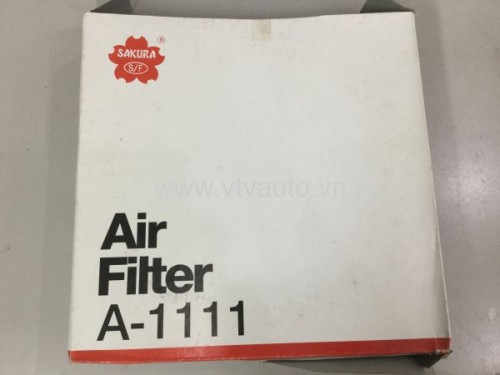 SAKURA
®
S/F
www.vtvauto.vn
Air
Filter
A-1111